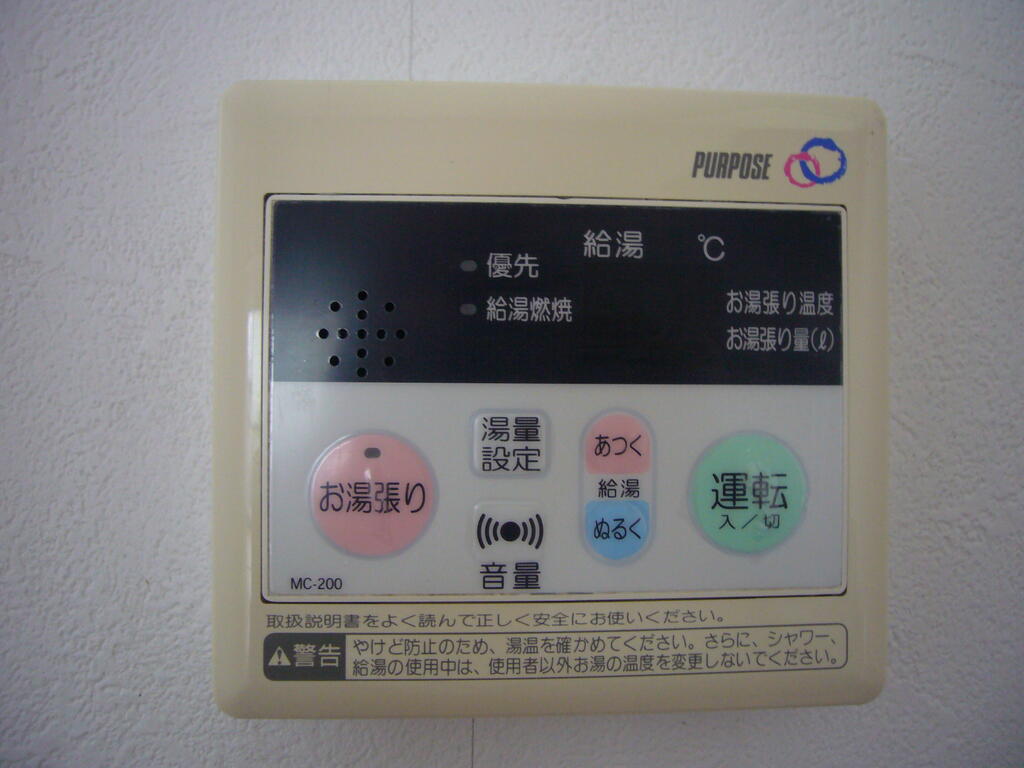 PURPOSE
給湯 ℃
優先
給湯燃焼
お湯張り温度
お湯張り量(ℓ)
お湯張り
湯量
設定
音量
あつく
給湯
ぬるく
運転
入/切
MC-200
取扱説明書をよく読んで正しく安全にお使いください。
警告
やけど防止のため、湯温を確かめてください。さらに、シャワー、
給湯の使用中は、使用者以外お湯の温度を変更しないでください。